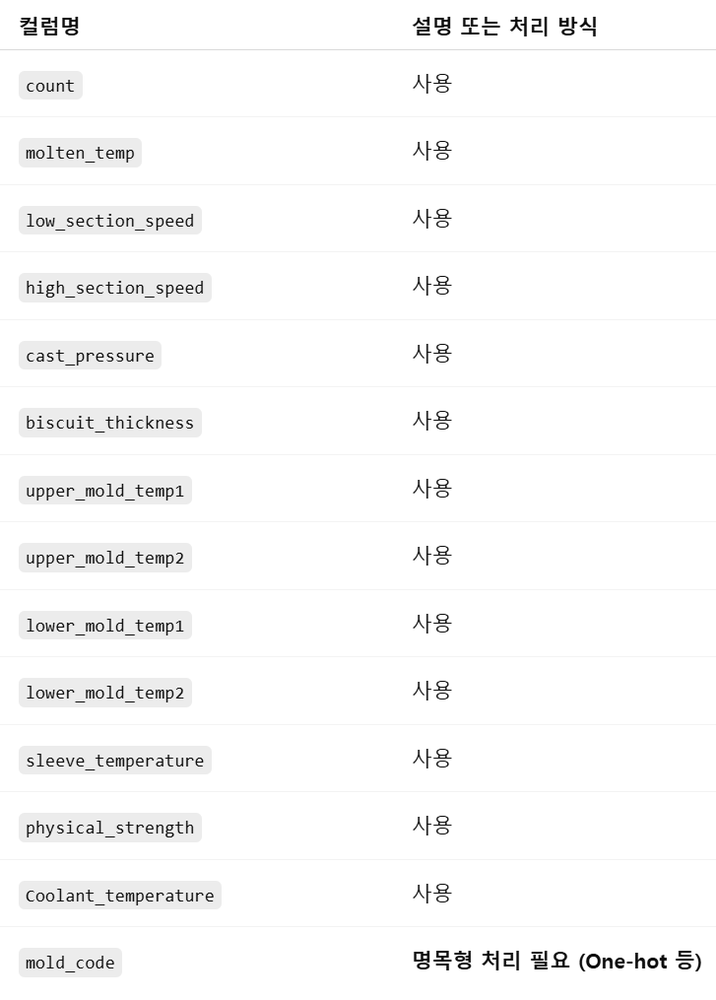 컬럼명 설명 또는 처리 방식
count 사용
molten_temp 사용
low_section_speed 사용
high_section_speed 사용
cast_pressure 사용
biscuit_thickness 사용
upper_mold_temp1 사용
upper_mold_temp2 사용
lower_mold_temp1 사용
lower_mold_temp2 사용
sleeve_temperature 사용
physical_strength 사용
Coolant_temperature 사용
mold_code 명목형 처리 필요 (One-hot 등)